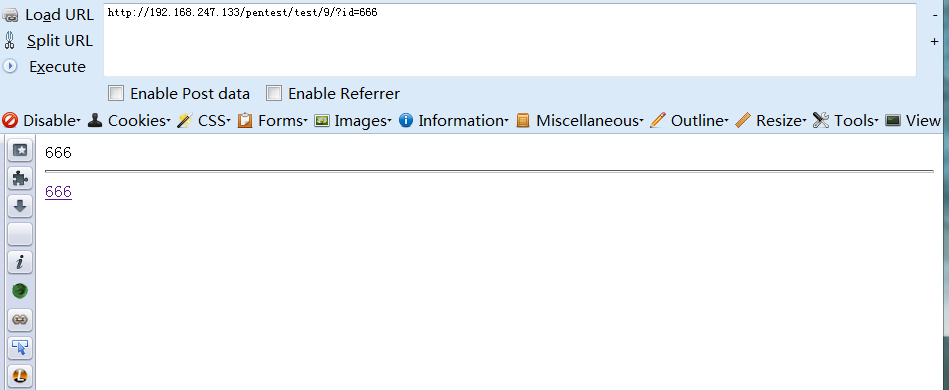 Load URL http://192.168.247.133/pentest/test/9/?id=666 -
Split URL +
Execute
Enable Post data Enable Referrer
Disable Cookies CSS Forms Images Information Miscellaneous Outline Resize Tools View
666
666